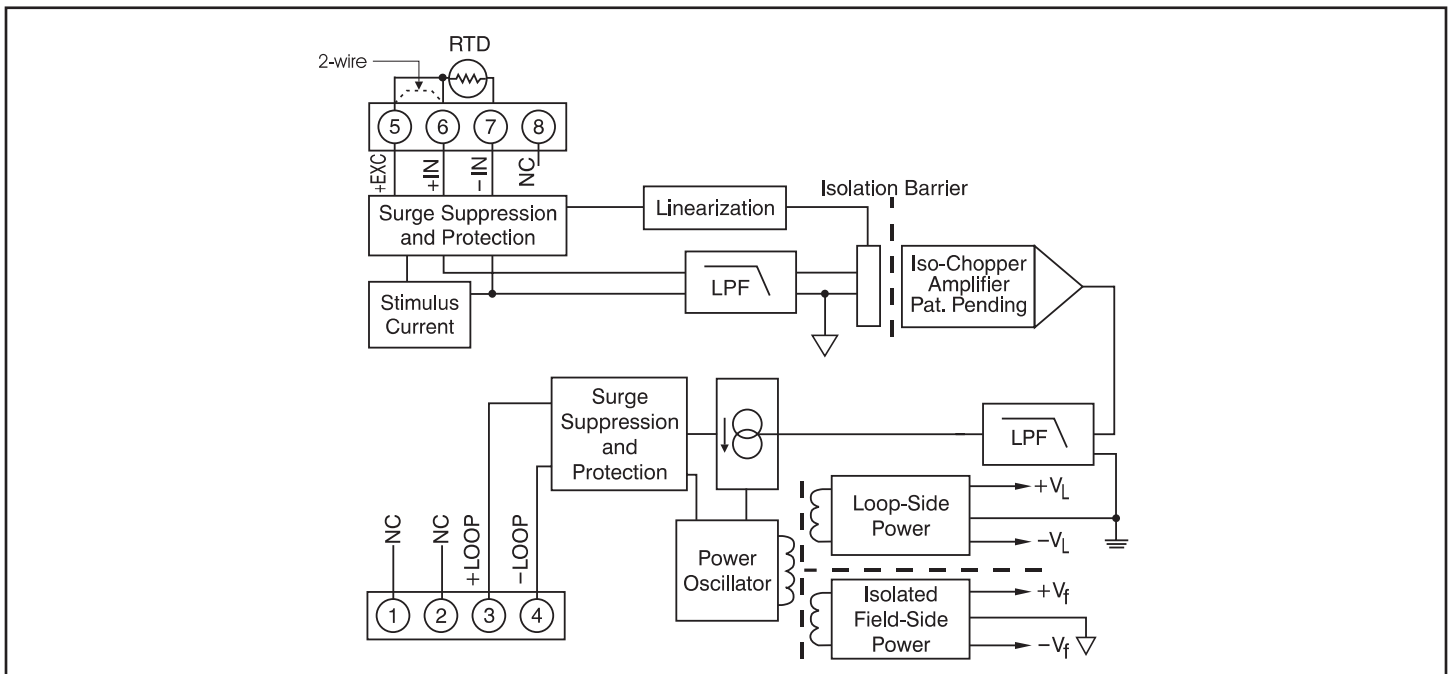 RTD
2-wire
5 6 7 8
+EXC
+IN
−IN
NC
Surge Suppression
and Protection
Linearization
Isolation Barrier
LPF
Iso-Chopper
Amplifier
Pat. Pending
Stimulus
Current
Surge
Suppression
and
Protection
LPF
+VL
Loop-Side
Power
−VL
Power
Oscillator
+Vf
Isolated
Field-Side
Power
−Vf
NC
NC
+LOOP
−LOOP
1 2 3 4